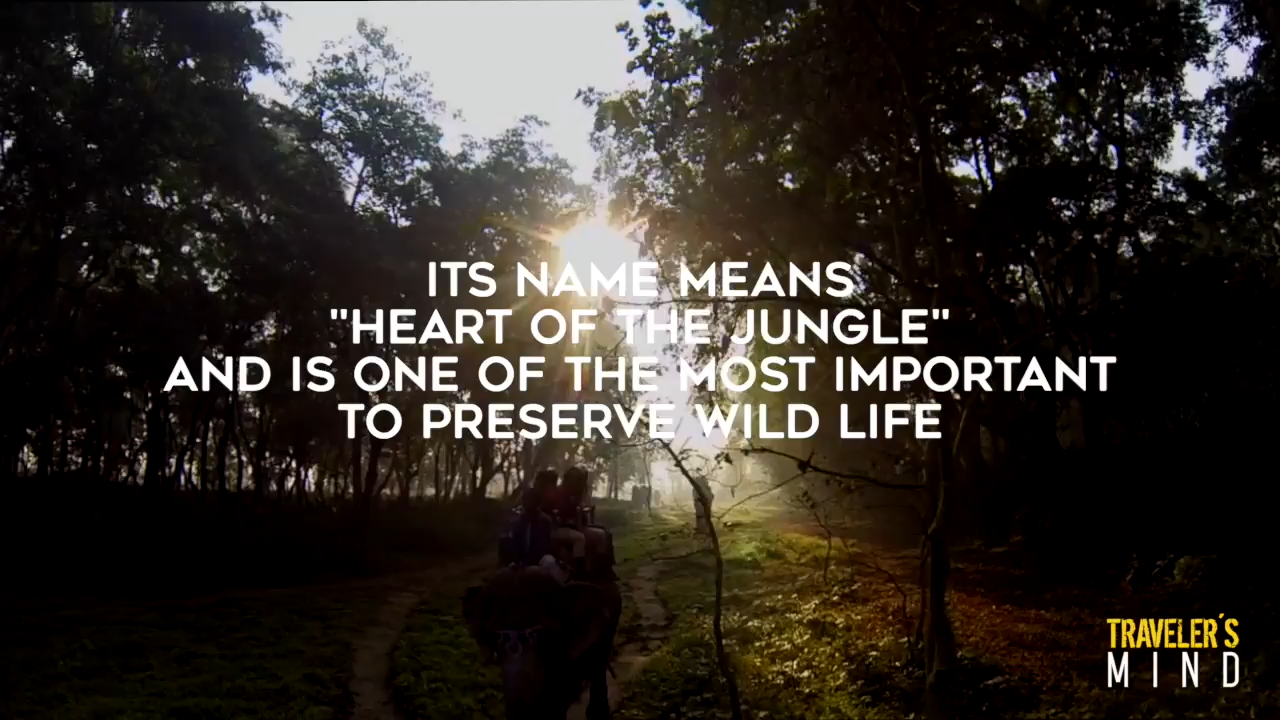 ITS NAME MEANS
"HEART OF THE JUNGLE"
AND IS ONE OF THE MOST IMPORTANT
TO PRESERVE WILD LIFE
TRAVELER´S
MIND